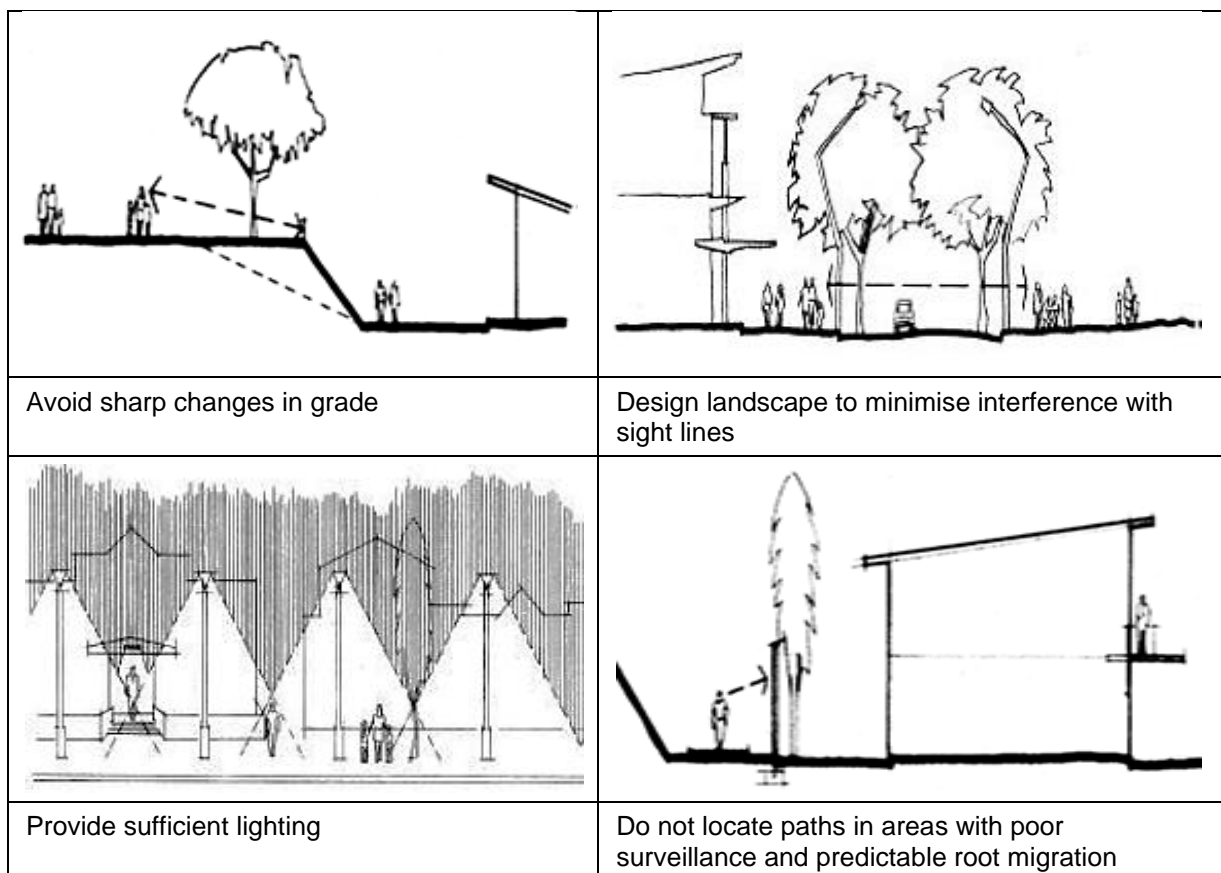 Avoid sharp changes in grade
Design landscape to minimise interference with
sight lines
Provide sufficient lighting
Do not locate paths in areas with poor
surveillance and predictable root migration